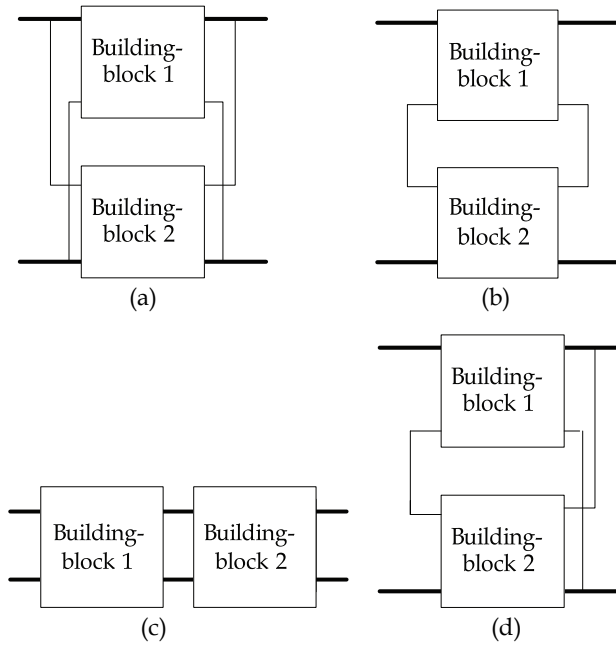 Building-
block 1
Building-
block 2
(a)
Building-
block 1
Building-
block 2
(b)
Building-
block 1
Building-
block 2
(c)
Building-
block 1
Building-
block 2
(d)